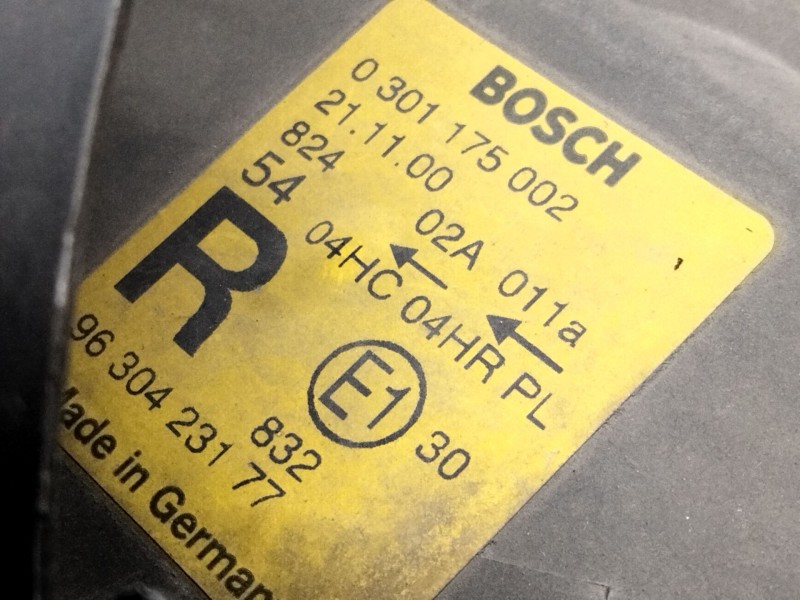 BOSCH
0 301 175 002
21.11.00
824
54
02A 011a
R
04HC 04HR PL
E1 30
832
96 304 231 77
in German